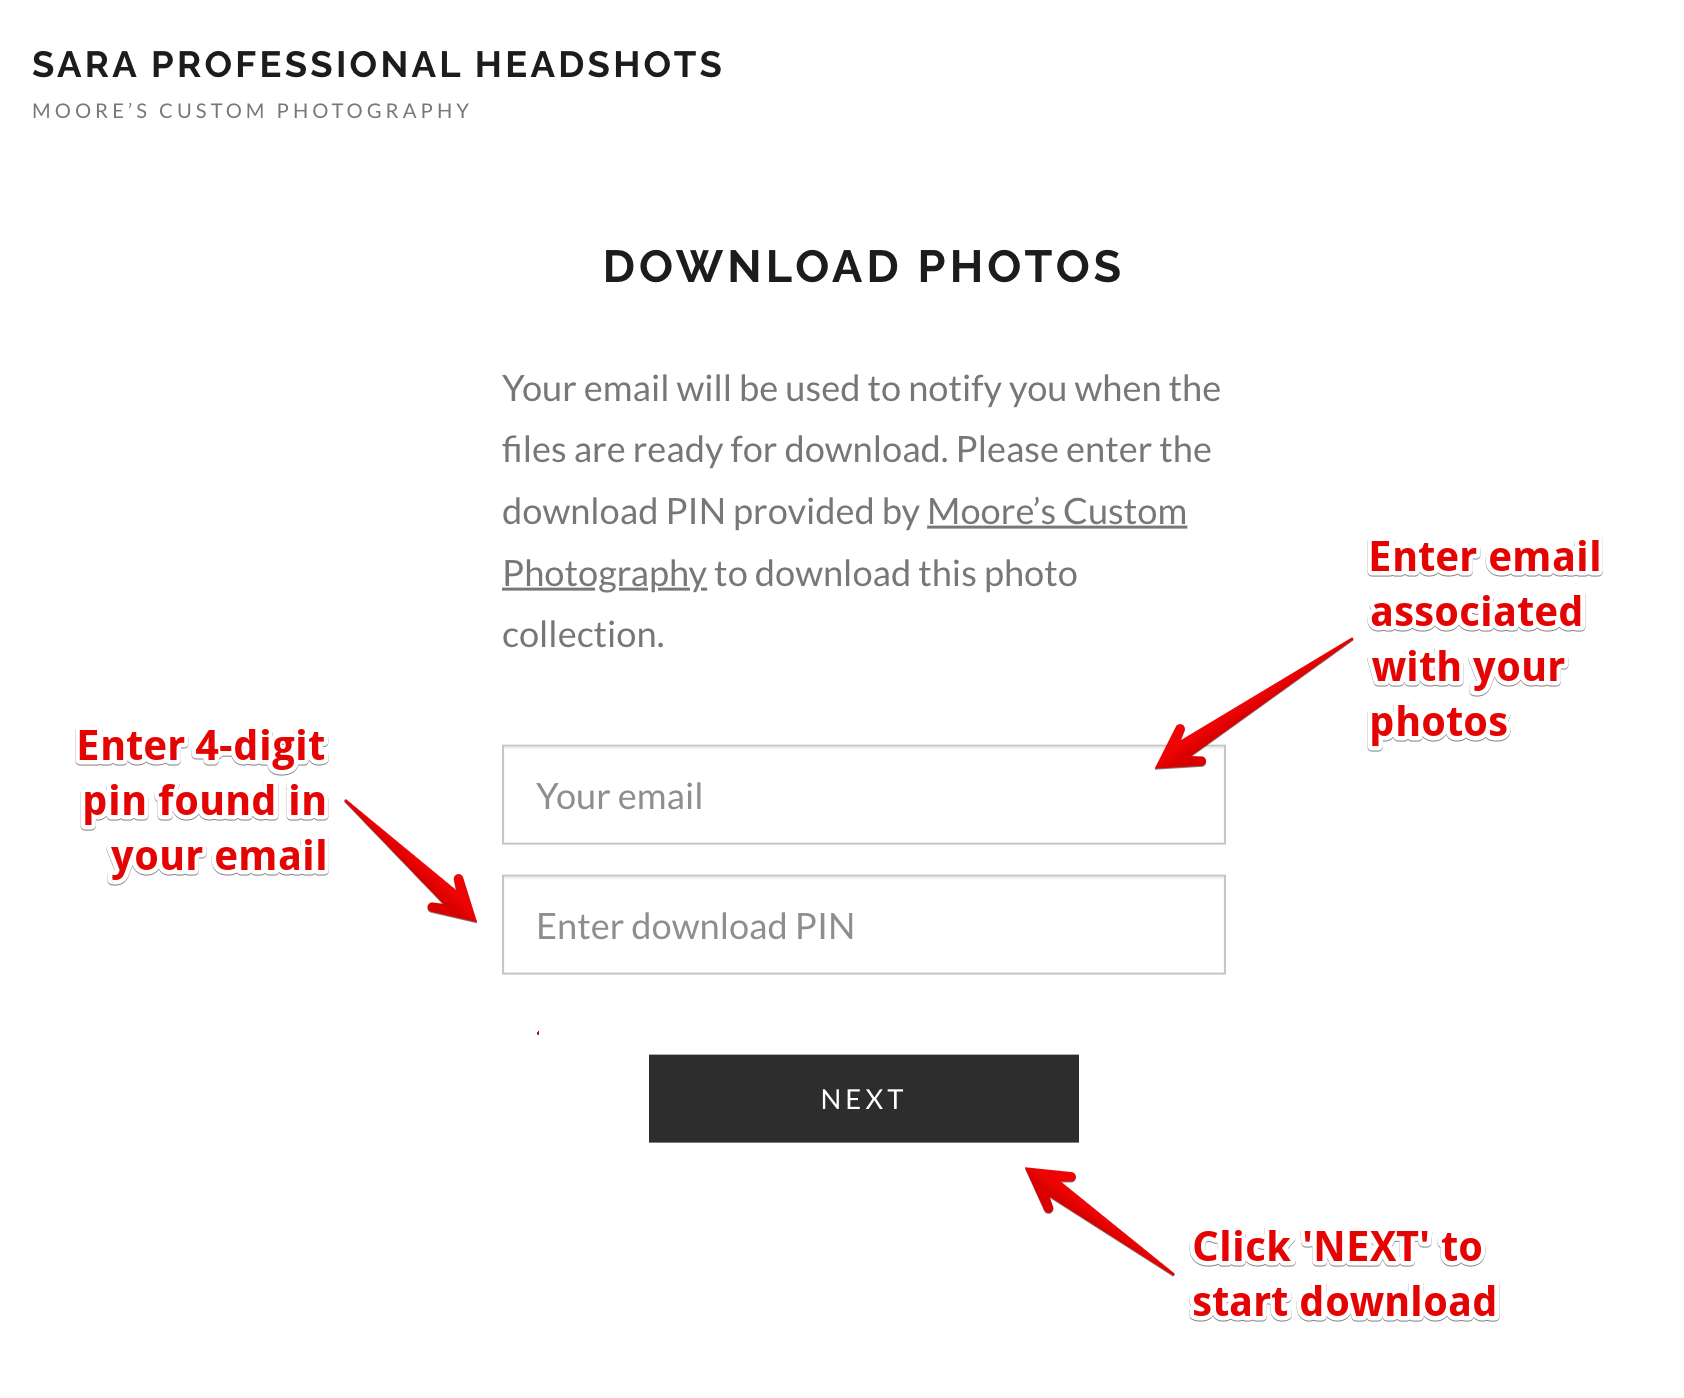 SARA PROFESSIONAL HEADSHOTS
MOORE’S CUSTOM PHOTOGRAPHY
DOWNLOAD PHOTOS
Your email will be used to notify you when the
files are ready for download. Please enter the
download PIN provided by Moore’s Custom
Photography to download this photo
collection.
Enter email
associated
with your
photos
Enter 4-digit
pin found in
your email
Your email
Enter download PIN
NEXT
Click 'NEXT' to
start download